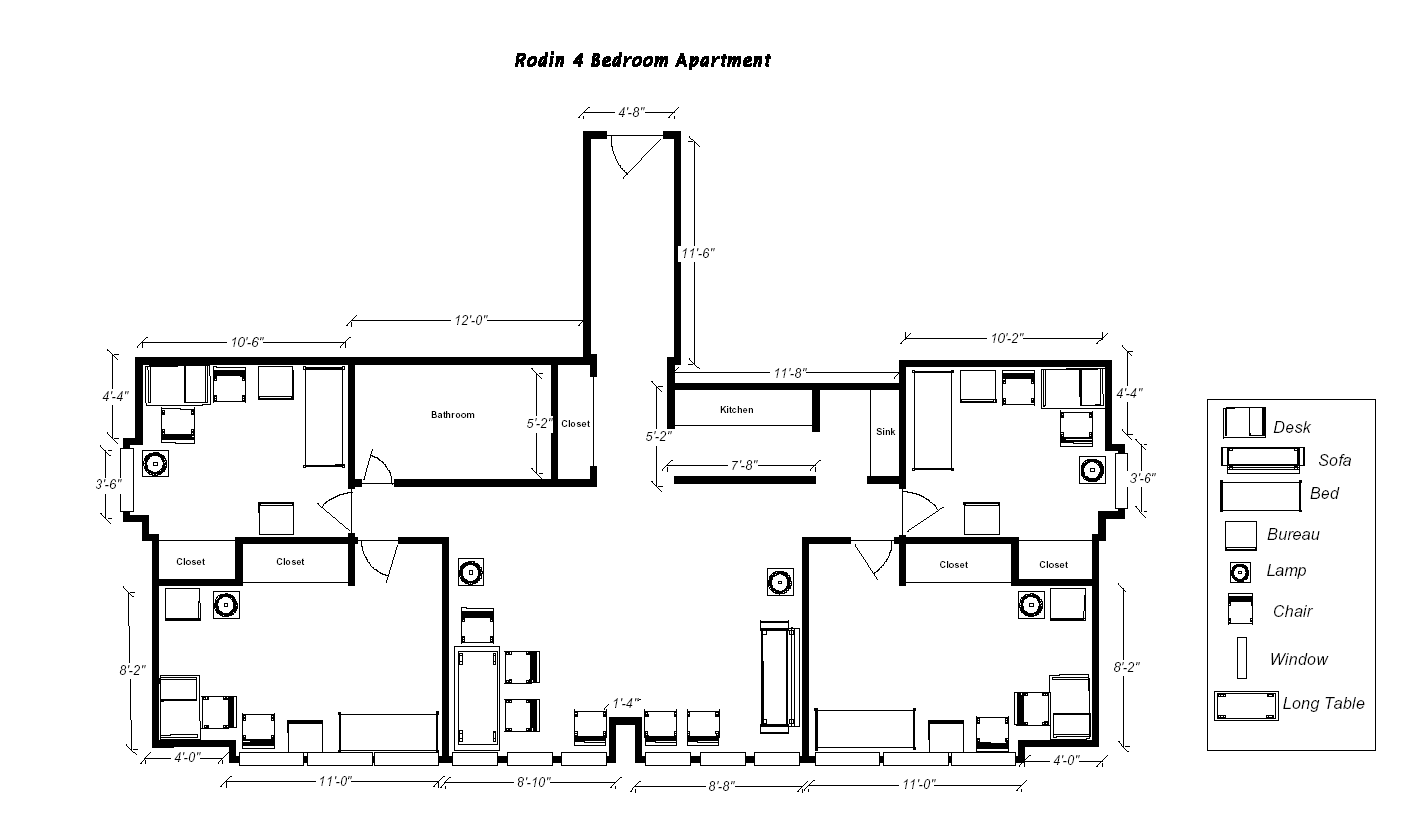 Rodin 4 Bedroom Apartment
4'-8"
11'-6"
12'-0"
10'-6"
10'-2"
11'-8"
4'-4"
4'-4"
Kitchen
Bathroom
5'-2"
Closet
5'-2"
Sink
7'-8"
3'-6"
3'-6"
Closet
Closet
Closet
Closet
8'-2"
8'-2"
1'-4"
4'-0"
4'-0"
11'-0"
8'-10"
8'-8"
11'-0"
Desk
Sofa
Bed
Bureau
Lamp
Chair
Window
Long Table